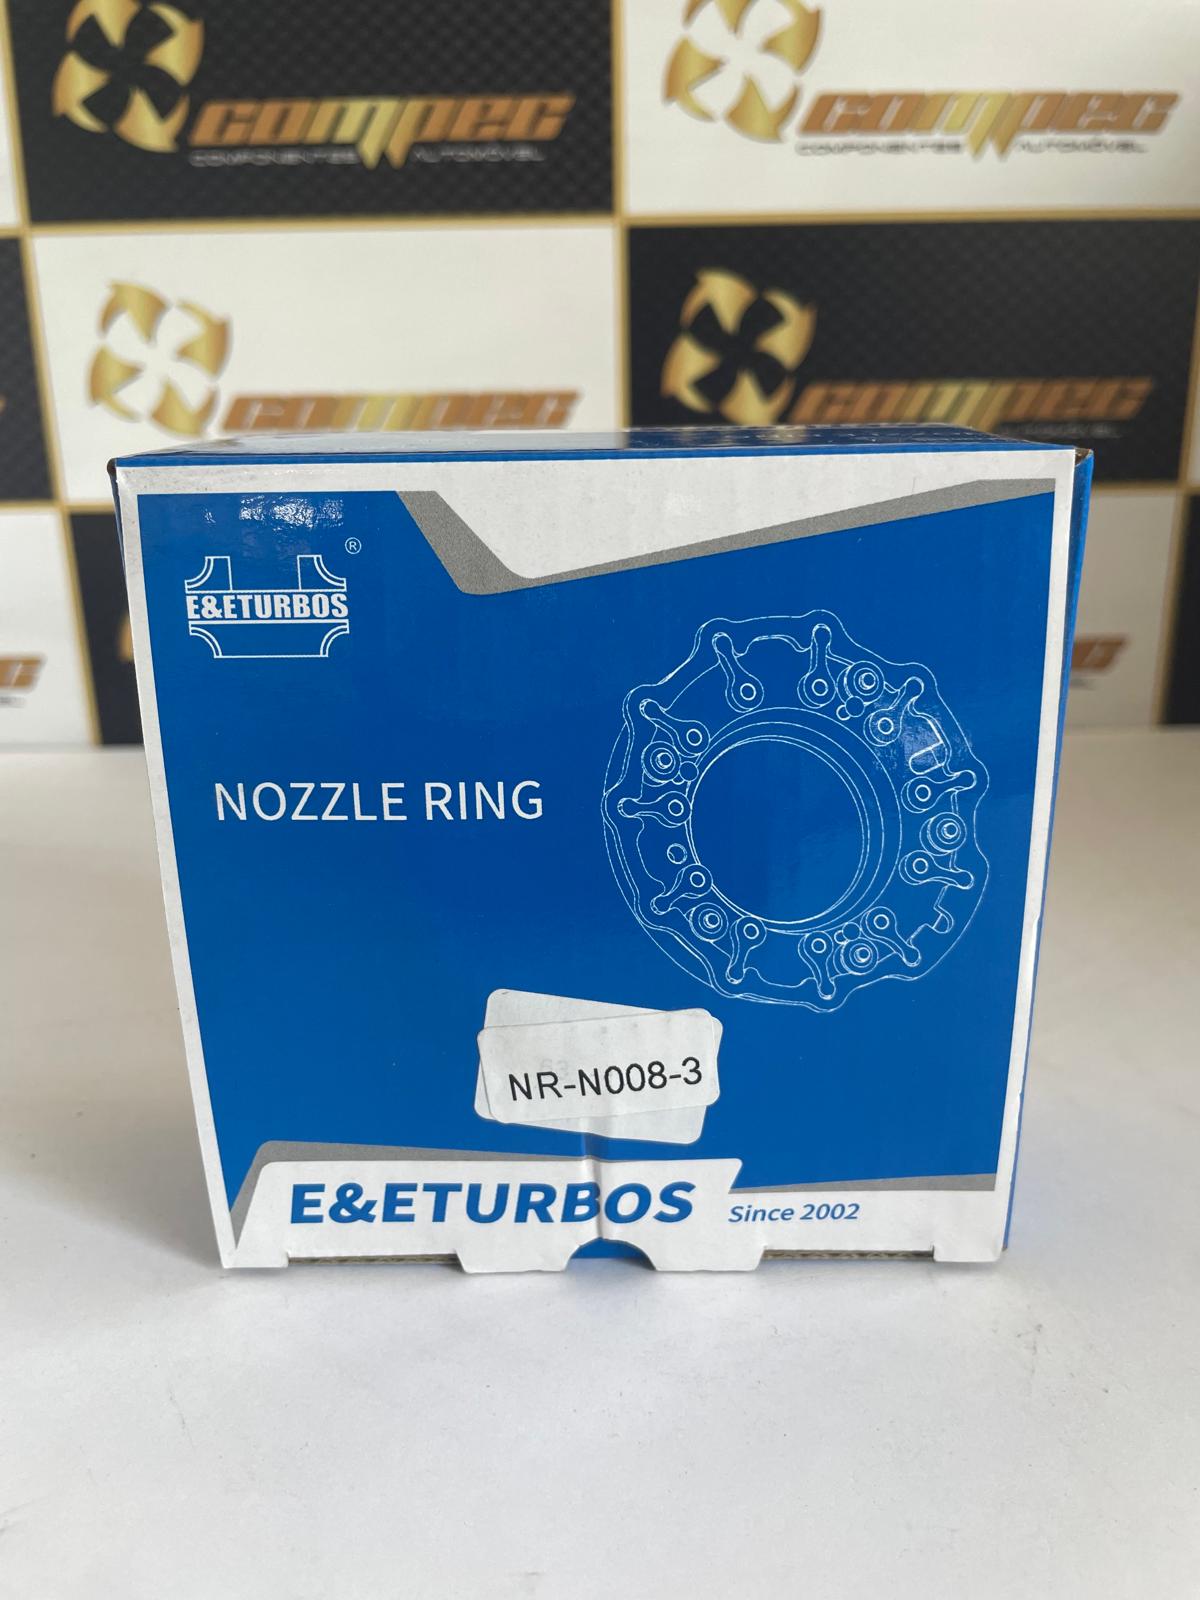 COMPEC
COMPONENTES AUTOMÓVEL
COMPEC
COMPONENTES AUTOMÓVEL
COMPEC
COMPEC
®
E&ETURBOS
NOZZLE RING
NR-N008-3
E&ETURBOS
Since 2002